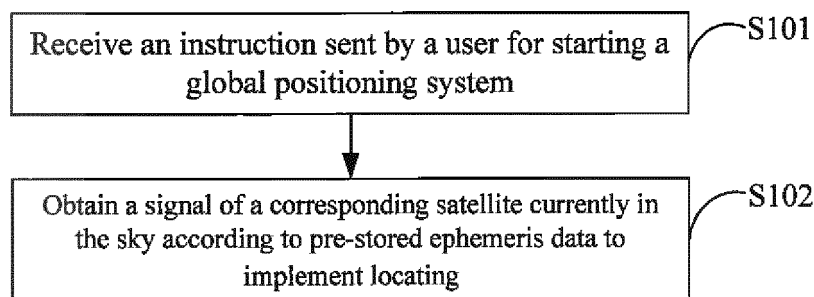 Receive an instruction sent by a user for starting a
global positioning system
S101
Obtain a signal of a corresponding satellite currently in
the sky according to pre-stored ephemeris data to
implement locating
S102